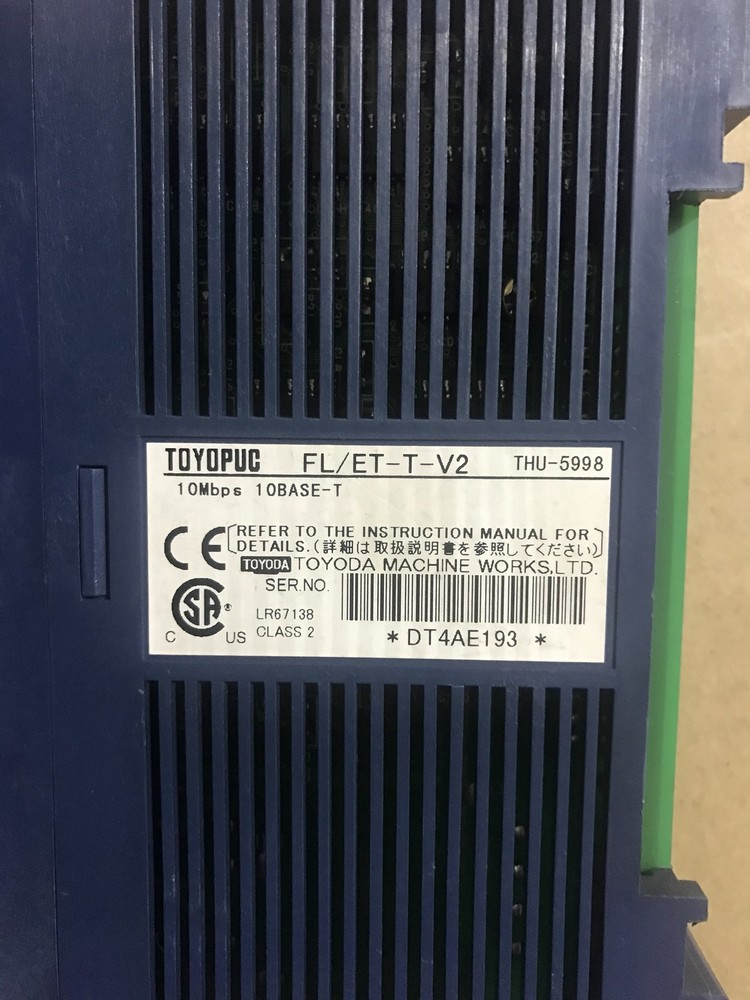 TOYOPUC FL/ET-T-V2 THU-5998
10Mbps 10BASE-T
CE [REFER TO THE INSTRUCTION MANUAL FOR
DETAILS.(詳細は取扱説明書を参照してください)]
TOYODA TOYODA MACHINE WORKS,LTD.
SER.NO.
SA ®
LR67138
C US CLASS 2
* DT4AE193 *